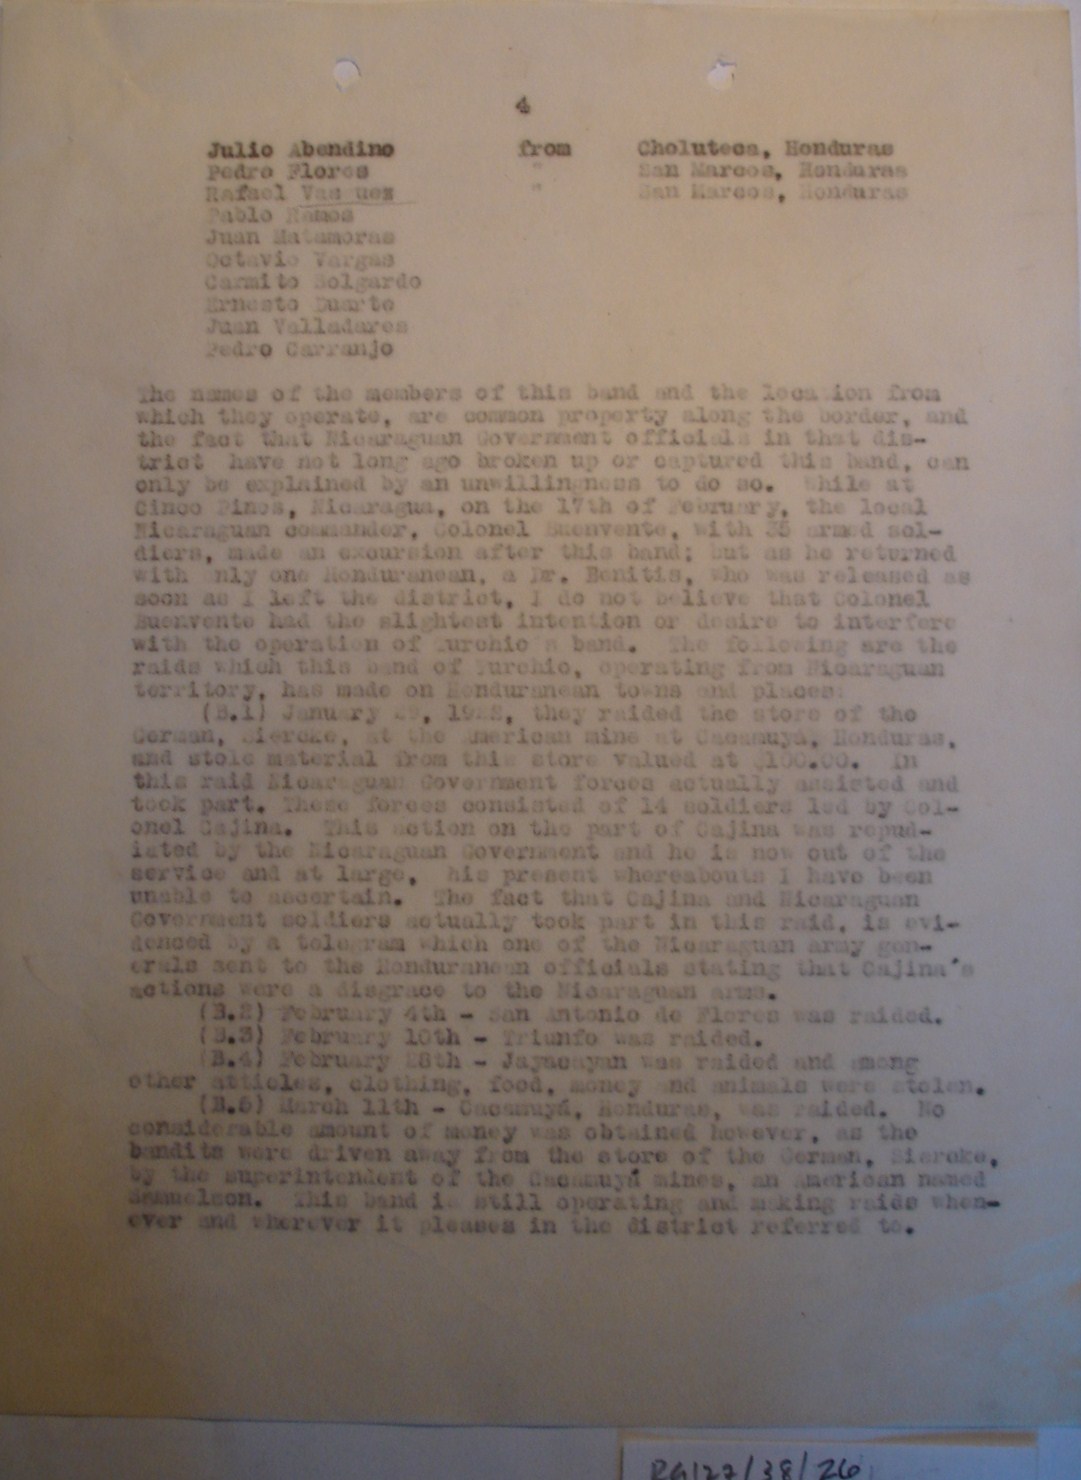 4
Julio Abendino from Choluteca, Honduras
Pedro Flores " San Marcos, Honduras
Rafael Vas uez " San Marcos, Honduras
Pablo Ramos
Juan Matamoras
Octavio Vargas
Carmito Solgardo
Ernesto Duarte
Juan Valladares
Pedro Carranjo
The names of the members of this band and the location from
which they operate, are common property along the border, and
the fact that Nicaraguan Government officials in that dis-
trict have not long ago broken up or captured this band, can
only be explained by an unwillingness to do so. While at
Cinco Pinos, Nicaragua, on the 17th of February, the local
Nicaraguan commander, Colonel Buenvente, with 35 armed sol-
diers, made an excursion after this band; but as he returned
with only one Honduranean, a Dr. Benitis, who was released as
soon as I left the district, I do not believe that Colonel
Buenvente had the slightest intention or desire to interfere
with the operation of Turchio's band. The following are the
raids which this band of Turchio, operating from Nicaraguan
territory, has made on Honduranean towns and places:
(B.1) January 29, 1922, they raided the store of the
German, Siercke, at the American mine at Cacamuyá, Honduras,
and stole material from this store valued at $100.00. In
this raid Nicaraguan Government forces actually assisted and
took part. These forces consisted of 14 soldiers led by Col-
onel Cajina. This action on the part of Cajina was repud-
iated by the Nicaraguan Government and he is now out of the
service and at large, his present whereabouts I have been
unable to ascertain. The fact that Cajina and Nicaraguan
Government soldiers actually took part in this raid, is evi-
denced by a telegram which one of the Nicaraguan army gen-
erals sent to the Honduranean officials stating that Cajina's
actions were a disgrace to the Nicaraguan arms.
(B.2) February 4th - San Antonio de Flores was raided.
(B.3) February 10th - Triunfo was raided.
(B.4) February 28th - Jayacayan was raided and among
other atticles, clothing, food, money and animals were stolen.
(B.5) March 11th - Cacamuyá, Honduras, was raided. No
considerable amount of money was obtained however, as the
bandits were driven away from the store of the German, Siercke,
by the superintendent of the Cacamuyá mines, an American named
Samuelson. This band is still operating and making raids when-
ever and wherever it pleases in the district referred to.
RG127/38/26